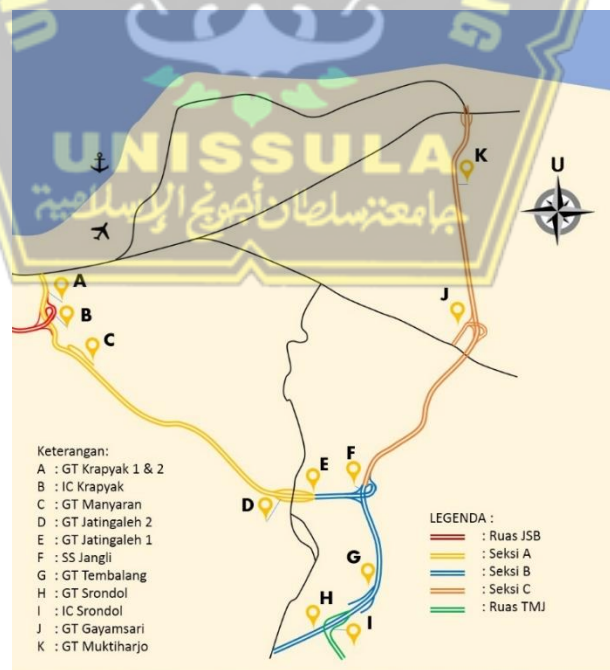 UNISSULA
جامعنسلطان أجونج الإسلامية
K
U
A
B
C
J
E
F
D
G
H
I
Keterangan:
A : GT Krapyak 1 & 2
B : IC Krapyak
C : GT Manyaran
D : GT Jatingaleh 2
E : GT Jatingaleh 1
F : SS Jangli
G : GT Tembalang
H : GT Srondol
I : IC Srondol
J : GT Gayamsari
K : GT Muktiharjo
LEGENDA :
: Ruas JSB
: Seksi A
: Seksi B
: Seksi C
: Ruas TMJ